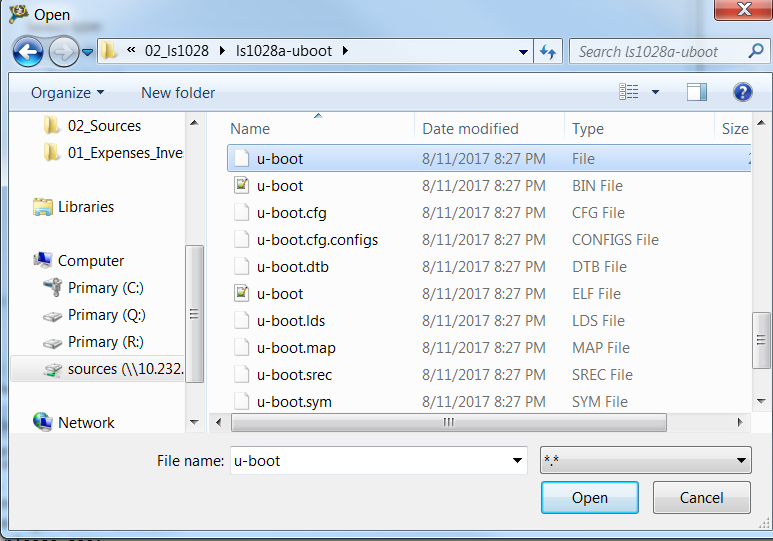 Open
« 02_ls1028 ls1028a-uboot Search ls1028a-uboot
Organize New folder
Name Date modified Type Size
02_Sources
01_Expenses_Inve
Libraries
Computer
Primary (C:)
Primary (Q:)
Primary (R:)
sources (\\10.232.
Network
u-boot 8/11/2017 8:27 PM File
u-boot 8/11/2017 8:27 PM BIN File
u-boot.cfg 8/11/2017 8:27 PM CFG File
u-boot.cfg.configs 8/11/2017 8:27 PM CONFIGS File
u-boot.dtb 8/11/2017 8:27 PM DTB File
u-boot 8/11/2017 8:27 PM ELF File
u-boot.lds 8/11/2017 8:27 PM LDS File
u-boot.map 8/11/2017 8:27 PM MAP File
u-boot.srec 8/11/2017 8:27 PM SREC File
u-boot.sym 8/11/2017 8:27 PM SYM File
File name: u-boot *.*
Open Cancel